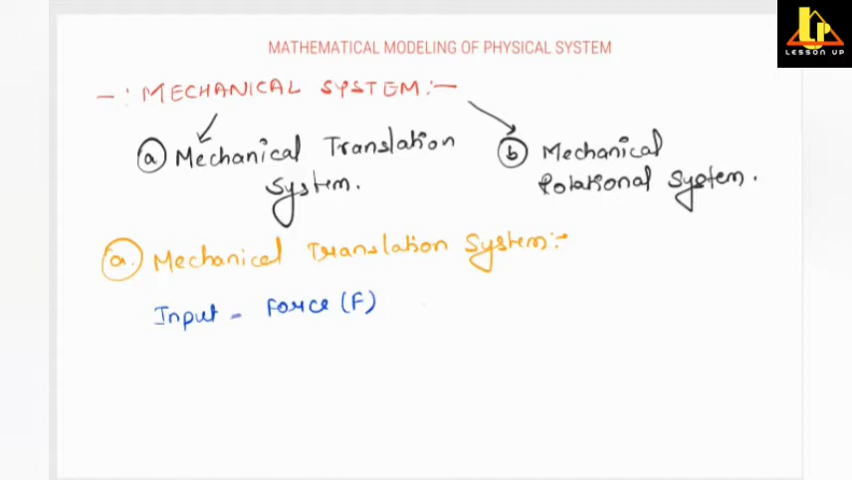 LESSON UP
MATHEMATICAL MODELING OF PHYSICAL SYSTEM
-: MECHANICAL SYSTEM:-
(a) Mechanical Translation System.
(b) Mechanical Rotational System.
(a.) Mechanical Translation System:-
Input - Force (F)